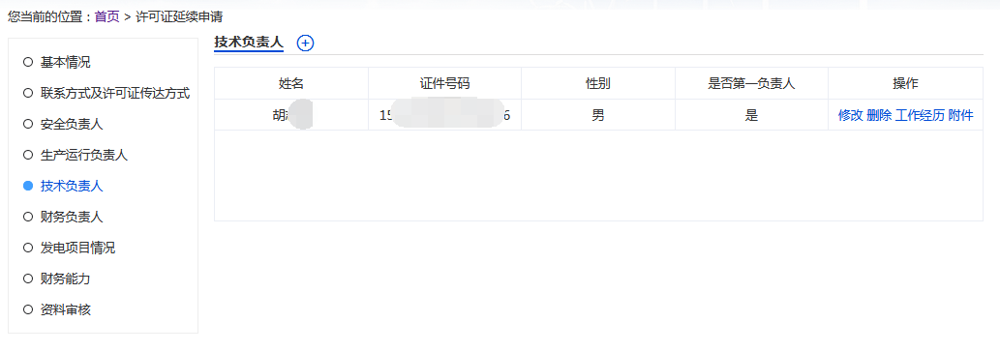 您当前的位置：首页 > 许可证延续申请
基本情况
联系方式及许可证传达方式
安全负责人
生产运行负责人
技术负责人
财务负责人
发电项目情况
财务能力
资料审核
技术负责人
姓名 证件号码 性别 是否第一负责人 操作
胡 15 6 男 是 修改 删除 工作经历 附件